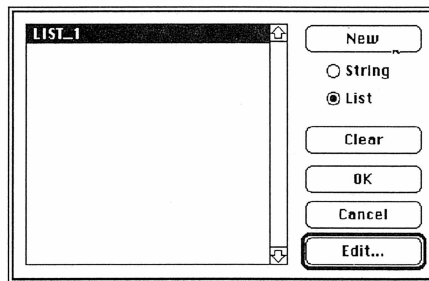 LIST_1
New
String
List
Clear
OK
Cancel
Edit...